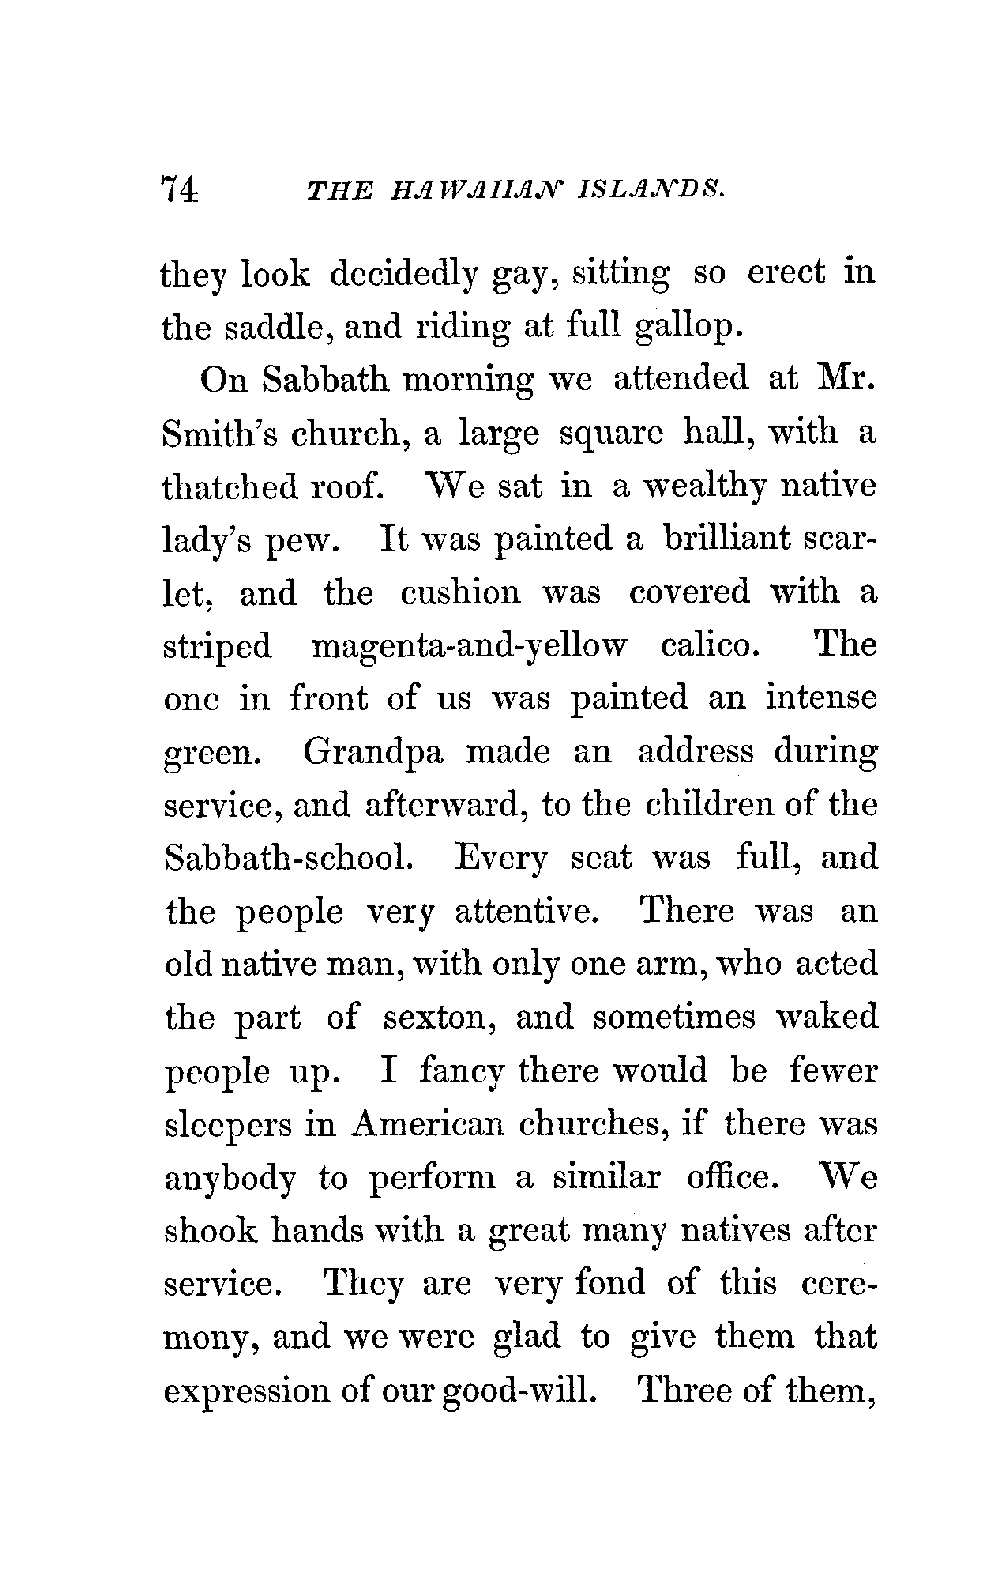 74 THE HAWAIIAN ISLANDS.
they look decidedly gay, sitting so erect in
the saddle, and riding at full gallop.
On Sabbath morning we attended at Mr.
Smith's church, a large square hall, with a
thatched roof. We sat in a wealthy native
lady's pew. It was painted a brilliant scar-
let, and the cushion was covered with a
striped magenta-and-yellow calico. The
one in front of us was painted an intense
green. Grandpa made an address during
service, and afterward, to the children of the
Sabbath-school. Every seat was full, and
the people very attentive. There was an
old native man, with only one arm, who acted
the part of sexton, and sometimes waked
people up. I fancy there would be fewer
sleepers in American churches, if there was
anybody to perform a similar office. We
shook hands with a great many natives after
service. They are very fond of this cere-
mony, and we were glad to give them that
expression of our good-will. Three of them,